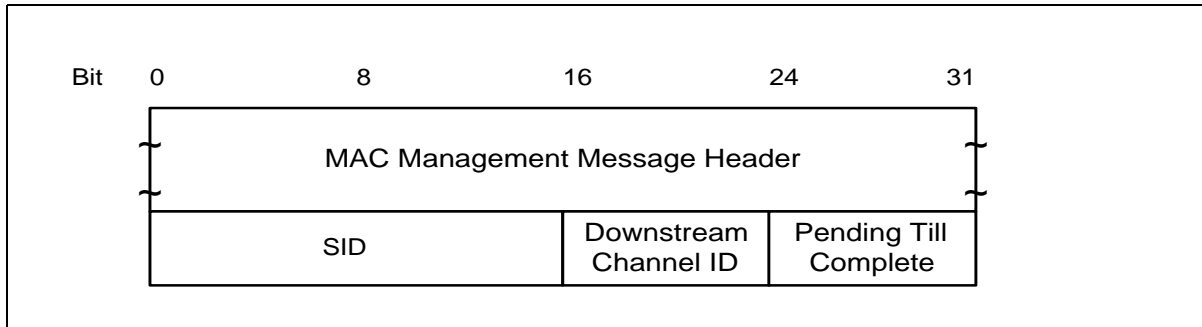 Bit 0 8 16 24 31
MAC Management Message Header
SID
Downstream
Channel ID
Pending Till
Complete